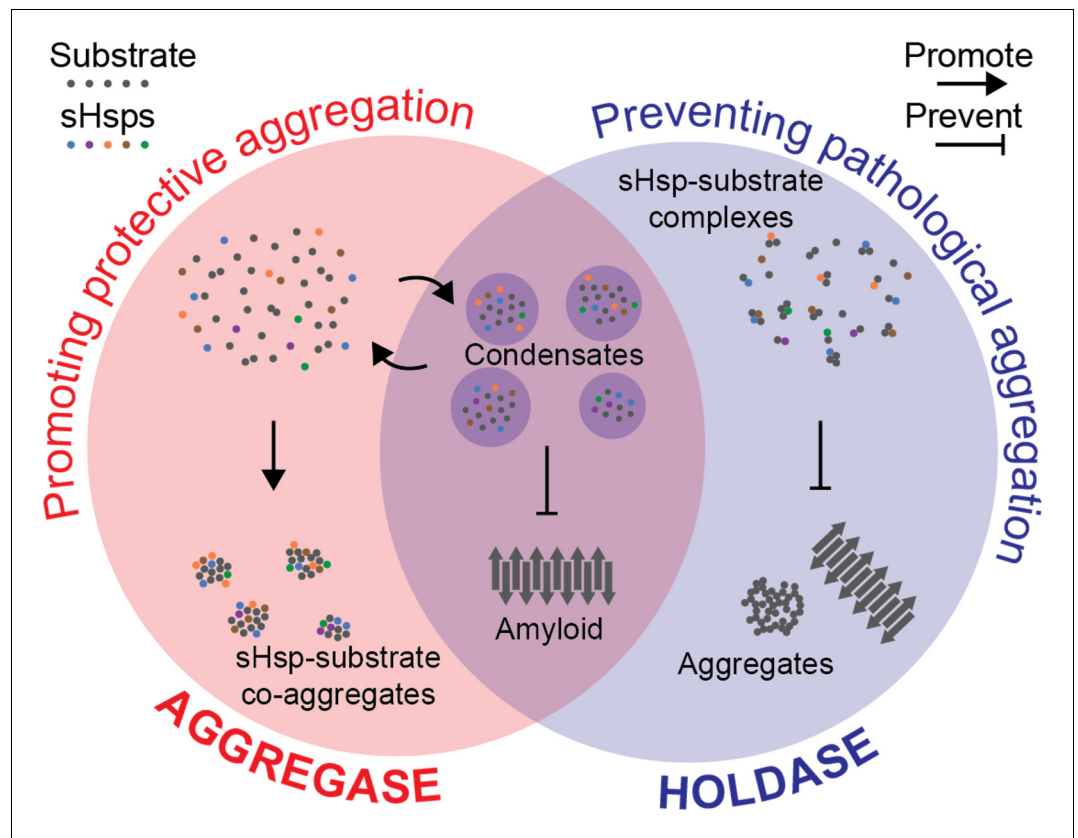 Substrate
sHsps
Promote
Prevent
Promoting protective aggregation
Preventing pathological aggregation
sHsp-substrate
complexes
Condensates
Amyloid
sHsp-substrate
co-aggregates
Aggregates
AGGREGASE
HOLDASE